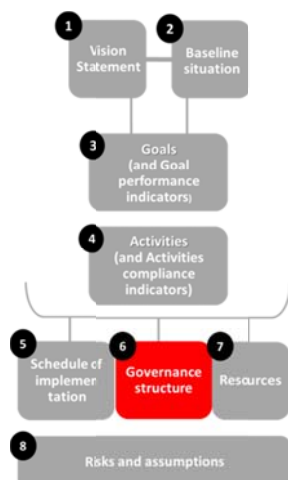 1
Vision
Statement
2
Baseline
situation
3
Goals
(and Goal
performance
indicators)
4
Activities
(and Activities
compliance
indicators)
5
Schedule of
implemen
tation
6
Governance
structure
7
Resources
8
Risks and assumptions